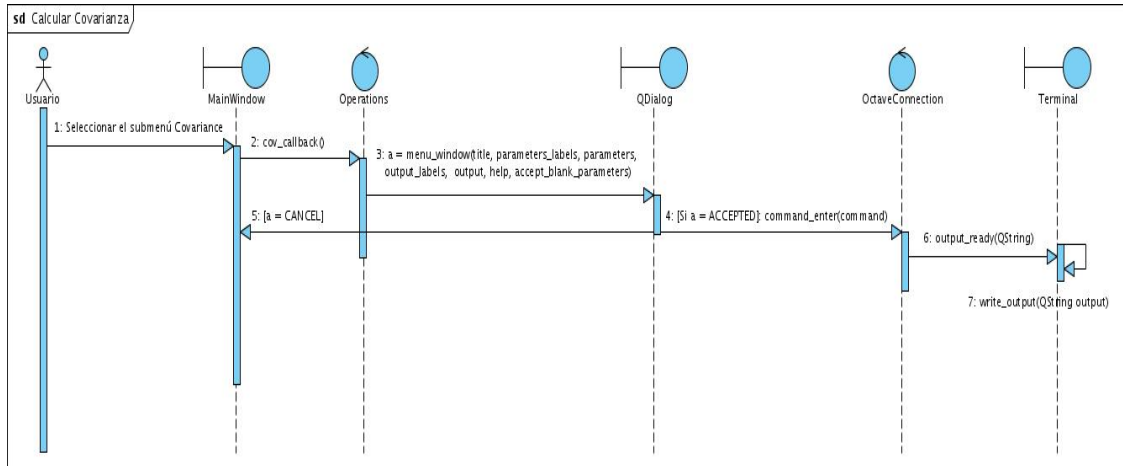 sd Calcular Covarianza
Usuario
MainWindow
Operations
QDialog
OctaveConnection
Terminal
1: Seleccionar el submenú Covariance
2: cov_callback()
3: a = menu_window(title, parameters_labels, parameters,
output_labels, output, help, accept_blank_parameters)
5: [a = CANCEL]
4: [Si a = ACCEPTED]: command_enter(command)
6: output_ready(QString)
7: write_output(QString output)